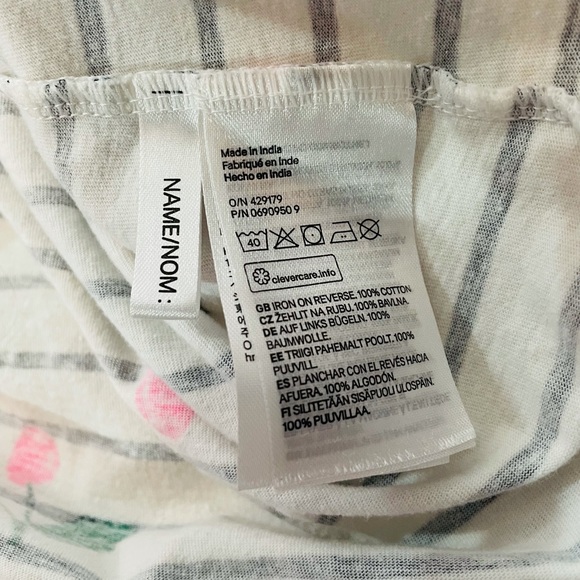 NAME/NOM :
Made in India
Fabriqué en Inde
Hecho en India
O/N 429179
P/N 0690950 9
40
clevercare.info
GB IRON ON REVERSE. 100% COTTON
CZ ŽEHLIT NA RUBU. 100% BAVLNA
DE AUF LINKS BÜGELN. 100%
BAUMWOLLE.
EE TRIIGI PAHEMALT POOLT. 100%
PUUVILL.
ES PLANCHAR CON EL REVÉS HACIA
AFUERA. 100% ALGODÓN.
FI SILITETÄÄN SISÄPUOLI ULOSPÄIN.
100% PUUVILLAA.